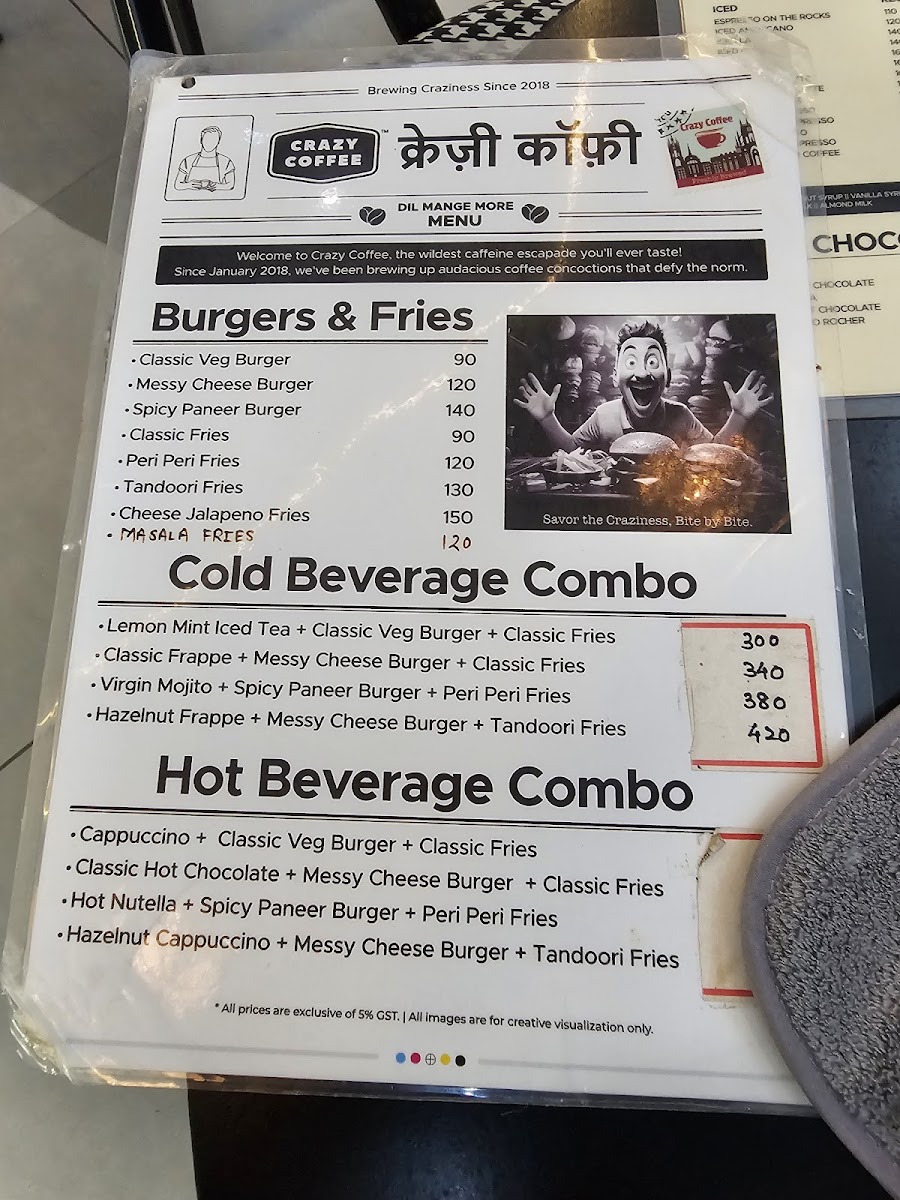 Brewing Craziness Since 2018
CRAZY COFFEE™
क्रेज़ी कॉफ़ी
Crazy Coffee
Freshly Brewed
DIL MANGE MORE
MENU
Welcome to Crazy Coffee, the wildest caffeine escapade you'll ever taste!
Since January 2018, we've been brewing up audacious coffee concoctions that defy the norm.
Burgers & Fries
• Classic Veg Burger 90
• Messy Cheese Burger 120
• Spicy Paneer Burger 140
• Classic Fries 90
• Peri Peri Fries 120
• Tandoori Fries 130
• Cheese Jalapeno Fries 150
• MASALA FRIES 120
Savor the Craziness, Bite by Bite.
Cold Beverage Combo
• Lemon Mint Iced Tea + Classic Veg Burger + Classic Fries 300
• Classic Frappe + Messy Cheese Burger + Classic Fries 340
• Virgin Mojito + Spicy Paneer Burger + Peri Peri Fries 380
• Hazelnut Frappe + Messy Cheese Burger + Tandoori Fries 420
Hot Beverage Combo
• Cappuccino + Classic Veg Burger + Classic Fries
• Classic Hot Chocolate + Messy Cheese Burger + Classic Fries
• Hot Nutella + Spicy Paneer Burger + Peri Peri Fries
• Hazelnut Cappuccino + Messy Cheese Burger + Tandoori Fries
* All prices are exclusive of 5% GST. | All images are for creative visualization only.
ICED
ON THE ROCKS
ICED
COFFEE
SYRUP || VANILLA
ALMOND MILK
CHOCOLATE
CHOCOLATE
ROCHER